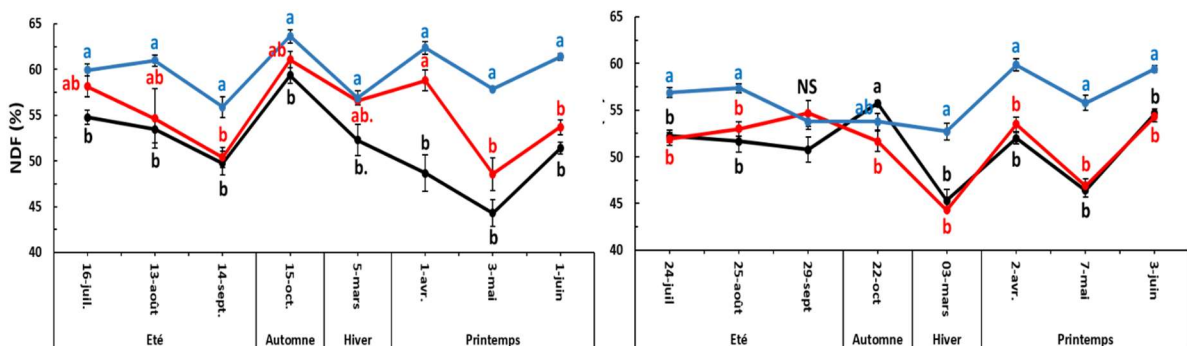 NDF (%)
65
60
55
50
45
40
a
a
a
a
a
a
a
a
ab
ab
b
ab
ab.
a
b
b
b
b
b
b
b.
b
b
b
16-juil.
13-août
14-sept.
15-oct.
5-mars
1-avr.
3-mai
1-juin
Eté
Automne
Hiver
Printemps
65
60
55
50
45
40
a
a
NS
ab
a
a
a
a
b
b
a
b
b
b
b
b
b
b
b
b
b
b
24-juil
25-août
29-sept
22-oct
03-mars
2-avr.
7-mai
3-juin
Eté
Automne
Hiver
Printemps